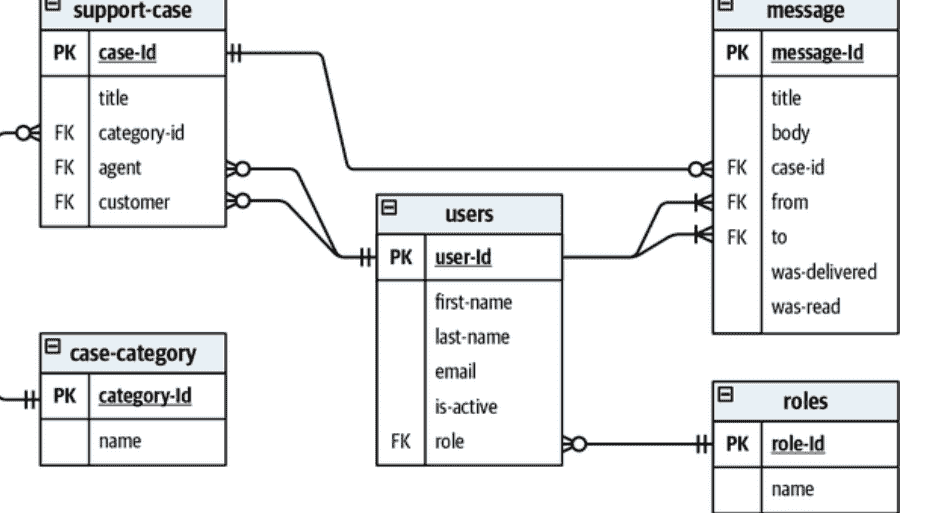 support-case
PK case-Id
title
FK category-id
FK agent
FK customer
message
PK message-Id
title
body
FK case-id
FK from
FK to
was-delivered
was-read
users
PK user-Id
first-name
last-name
email
is-active
FK role
case-category
PK category-Id
name
roles
PK role-Id
name